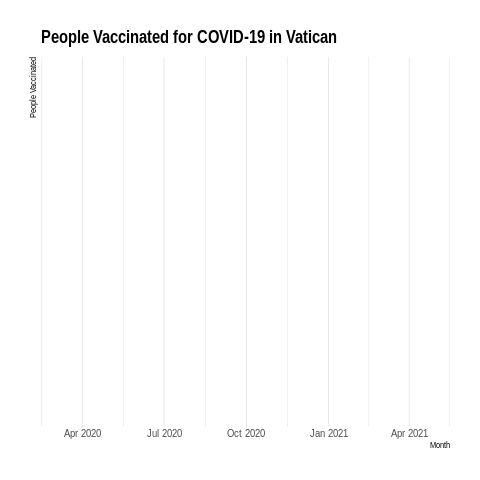 People Vaccinated for COVID-19 in Vatican
People Vaccinated
Apr 2020 Jul 2020 Oct 2020 Jan 2021 Apr 2021
Month